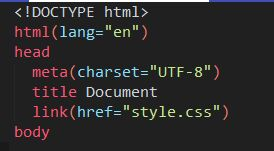 <!DOCTYPE html>
html(lang="en")
head
  meta(charset="UTF-8")
  title Document
  link(href="style.css")
body